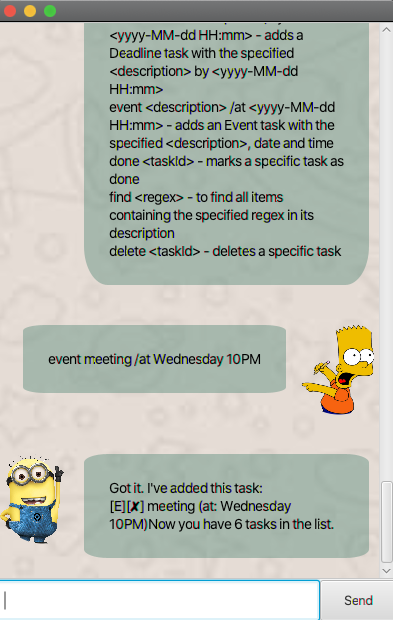 <yyyy-MM-dd HH:mm> - adds a
Deadline task with the specified
<description> by <yyyy-MM-dd
HH:mm>
event <description> /at <yyyy-MM-dd
HH:mm> - adds an Event task with the
specified <description>, date and time
done <taskId> - marks a specific task as
done
find <regex> - to find all items
containing the specified regex in its
description
delete <taskId> - deletes a specific task
event meeting /at Wednesday 10PM
Got it. I've added this task:
[E][✘] meeting (at: Wednesday
10PM)Now you have 6 tasks in the list.
Send